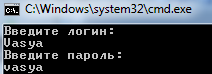 C:\Windows\system32\cmd.exe
Введите логин:
Vasya
Введите пароль:
vasya